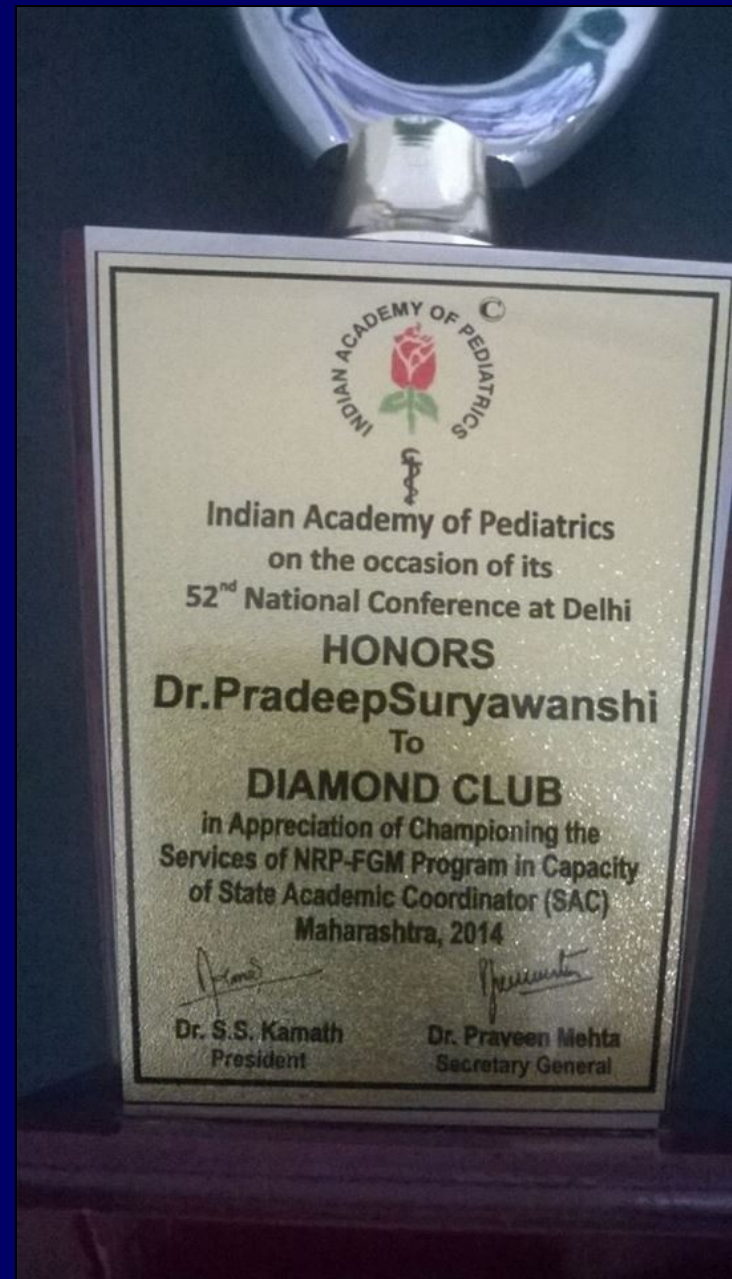 INDIAN ACADEMY OF PEDIATRICS ©
Indian Academy of Pediatrics
on the occasion of its
52nd National Conference at Delhi
HONORS
Dr.PradeepSuryawanshi
To
DIAMOND CLUB
in Appreciation of Championing the
Services of NRP-FGM Program in Capacity
of State Academic Coordinator (SAC)
Maharashtra, 2014
Dr. S.S. Kamath
President
Dr. Praveen Mehta
Secretary General